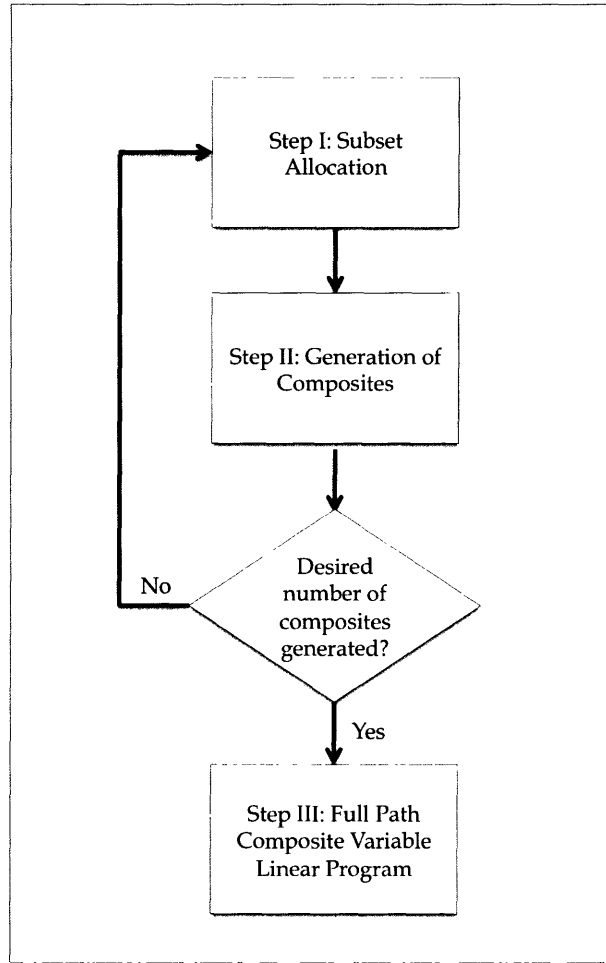 Step I: Subset
Allocation
Step II: Generation of
Composites
Desired
number of
composites
generated?
No
Yes
Step III: Full Path
Composite Variable
Linear Program